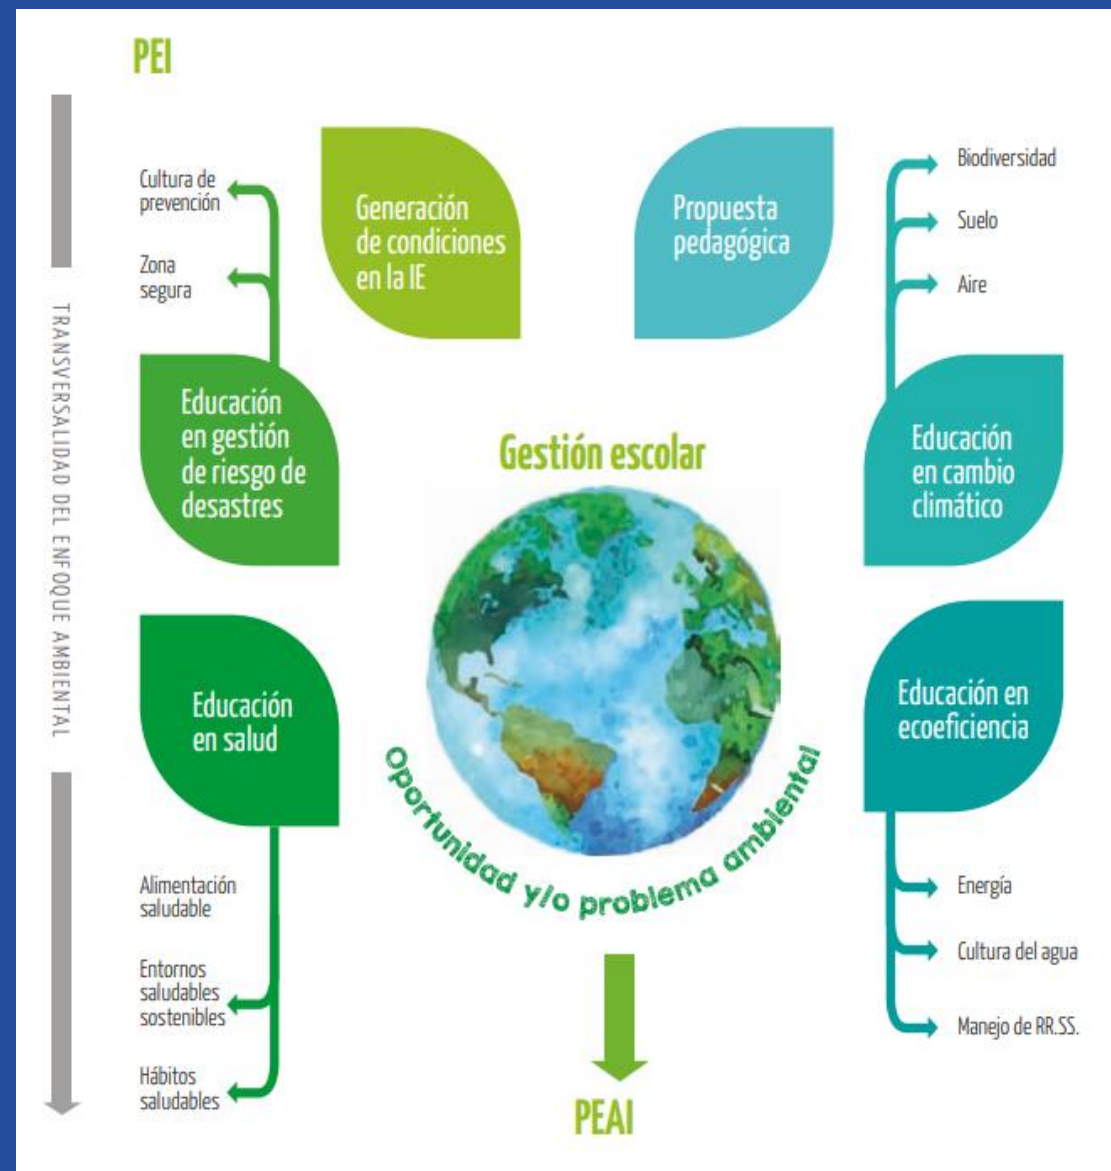 PEI
TRANSVERSALIDAD DEL ENFOQUE AMBIENTAL
Generación
de condiciones
en la IE
Propuesta
pedagógica
Cultura de
prevención
Zona
segura
Educación
en gestión
de riesgo de
desastres
Biodiversidad
Suelo
Aire
Educación
en cambio
climático
Gestión escolar
Oportunidad y/o problema ambiental
Educación
en salud
Alimentación
saludable
Entornos
saludables
sostenibles
Hábitos
saludables
Educación en
ecoeficiencia
Energía
Cultura del agua
Manejo de RR.SS.
PEAI